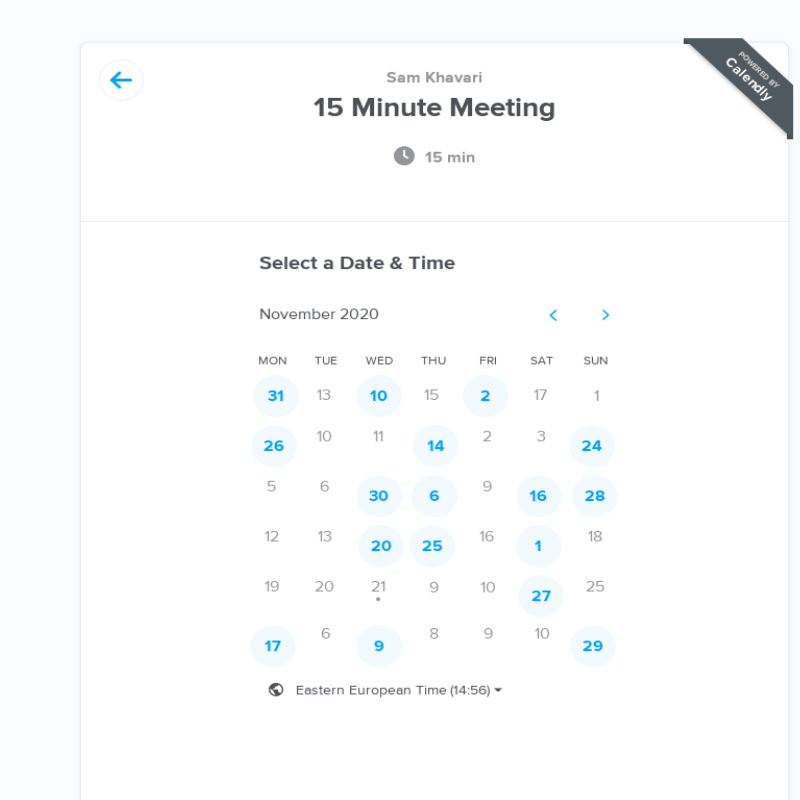 POWERED BY
Calendly
Sam Khavari
15 Minute Meeting
15 min
Select a Date & Time
November 2020
MON TUE WED THU FRI SAT SUN
31 13 10 15 2 17 1
26 10 11 14 2 3 24
5 6 30 6 9 16 28
12 13 20 25 16 1 18
19 20 21 9 10 27 25
17 6 9 8 9 10 29
Eastern European Time (14:56)